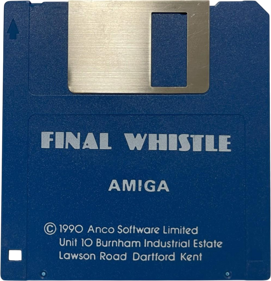 FINAL WHISTLE
AMIGA
© 1990 Anco Software Limited
Unit 10 Burnham Industrial Estate
Lawson Road Dartford Kent